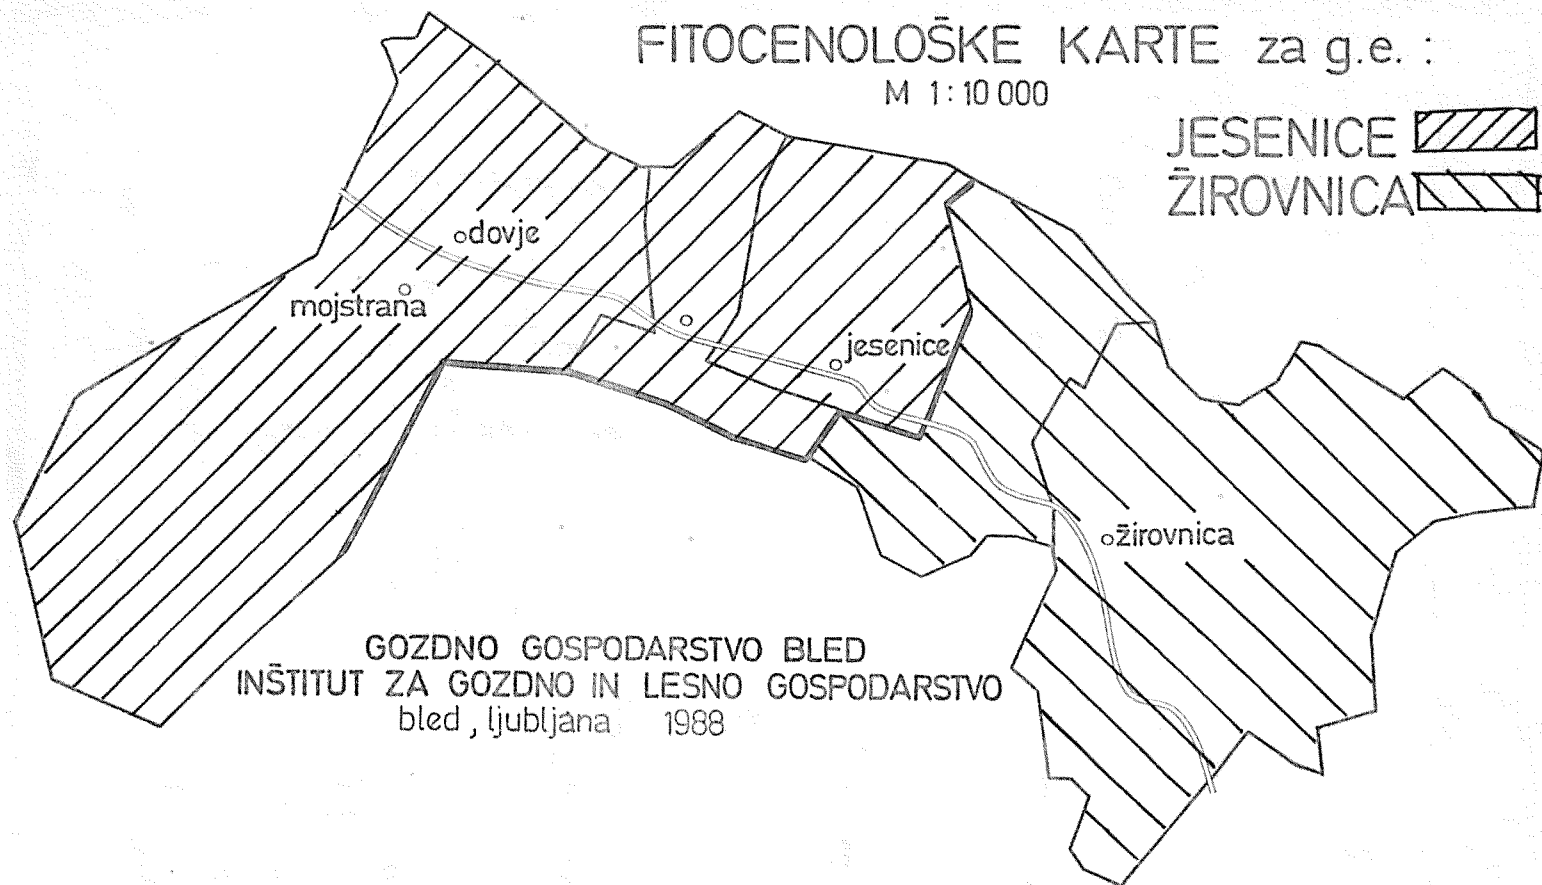 FITOCENOLOŠKE KARTE za g.e. :
M 1:10 000
JESENICE
ŽIROVNICA
dovje
mojstrana
jesenice
žirovnica
GOZDNO GOSPODARSTVO BLED
INŠTITUT ZA GOZDNO IN LESNO GOSPODARSTVO
bled, ljubljana 1988